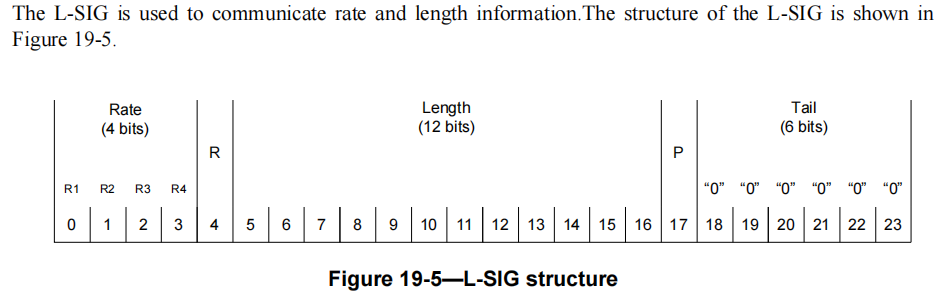 The L-SIG is used to communicate rate and length information.The structure of the L-SIG is shown in
Figure 19-5.
Rate
(4 bits)
R
Length
(12 bits)
P
Tail
(6 bits)
R1 R2 R3 R4
“0” “0” “0” “0” “0” “0”
0 1 2 3 4 5 6 7 8 9 10 11 12 13 14 15 16 17 18 19 20 21 22 23
Figure 19-5—L-SIG structure